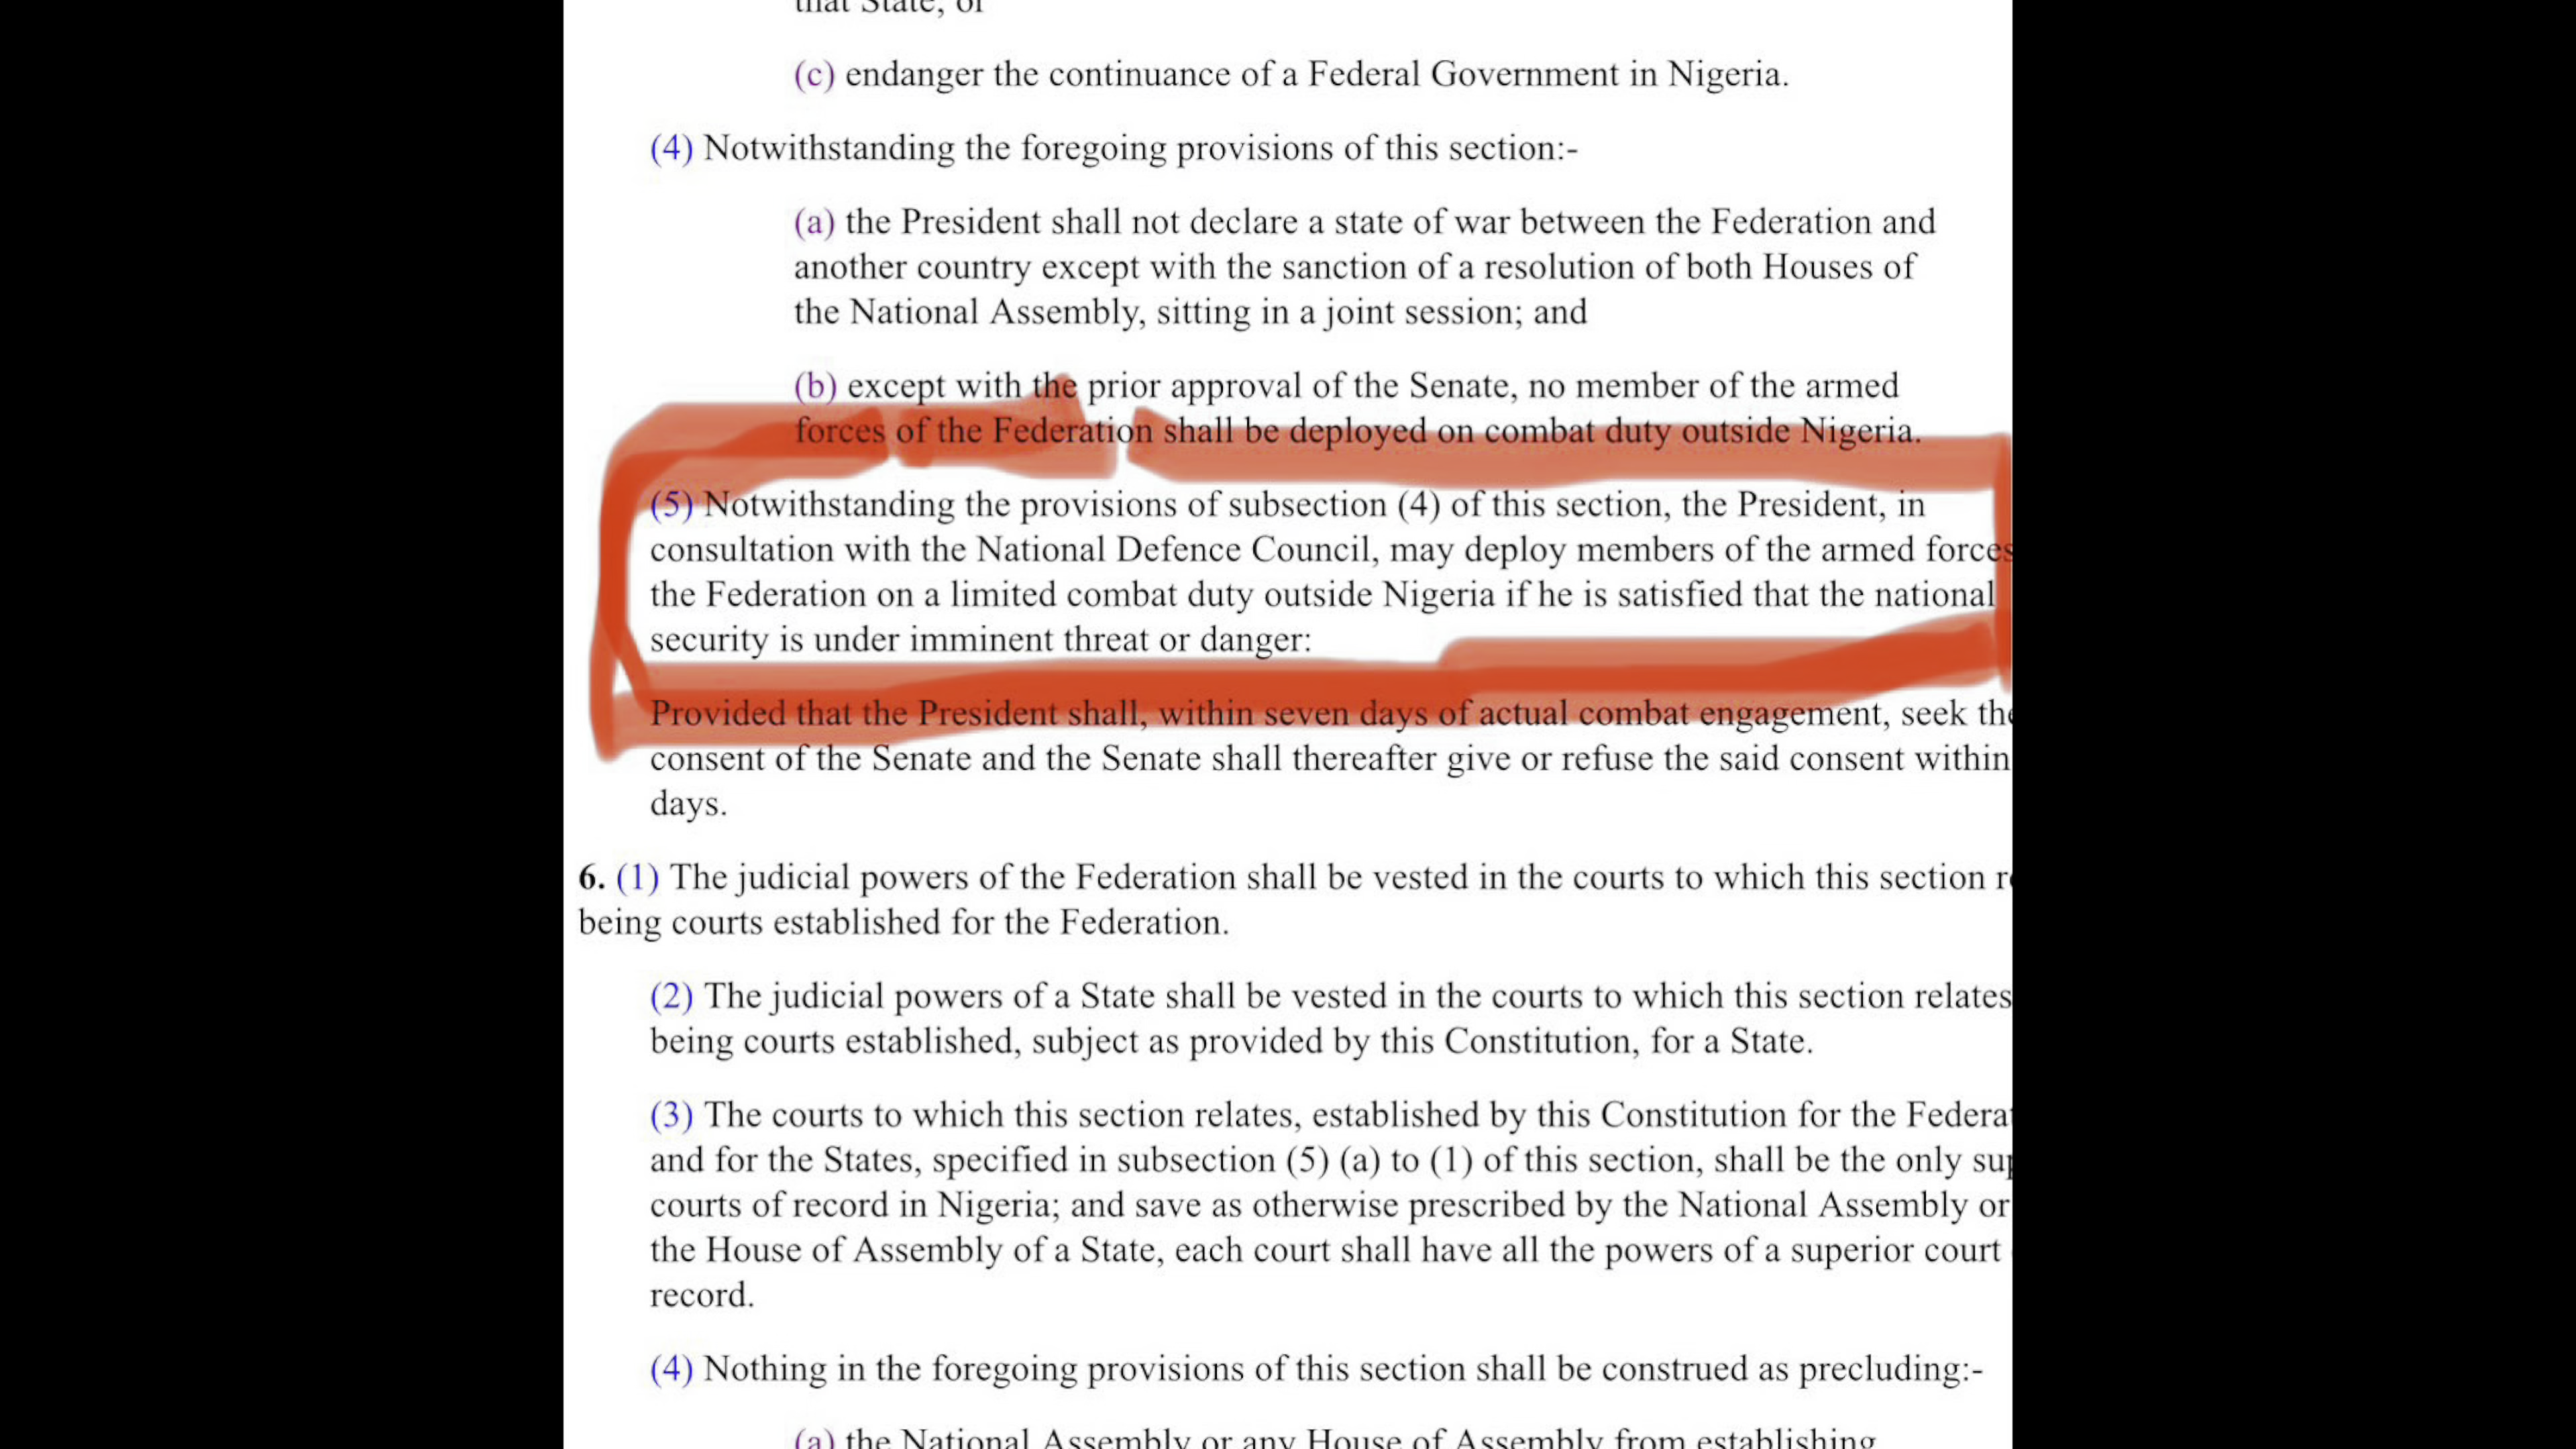 that State, or
(c) endanger the continuance of a Federal Government in Nigeria.
(4) Notwithstanding the foregoing provisions of this section:-
(a) the President shall not declare a state of war between the Federation and
another country except with the sanction of a resolution of both Houses of
the National Assembly, sitting in a joint session; and
(b) except with the prior approval of the Senate, no member of the armed
forces of the Federation shall be deployed on combat duty outside Nigeria.
(5) Notwithstanding the provisions of subsection (4) of this section, the President, in
consultation with the National Defence Council, may deploy members of the armed forces
the Federation on a limited combat duty outside Nigeria if he is satisfied that the national
security is under imminent threat or danger:
Provided that the President shall, within seven days of actual combat engagement, seek the
consent of the Senate and the Senate shall thereafter give or refuse the said consent within
days.
6. (1) The judicial powers of the Federation shall be vested in the courts to which this section
being courts established for the Federation.
(2) The judicial powers of a State shall be vested in the courts to which this section relates
being courts established, subject as provided by this Constitution, for a State.
(3) The courts to which this section relates, established by this Constitution for the
and for the States, specified in subsection (5) (a) to (1) of this section, shall be the only
courts of record in Nigeria; and save as otherwise prescribed by the National Assembly or
the House of Assembly of a State, each court shall have all the powers of a superior court
record.
(4) Nothing in the foregoing provisions of this section shall be construed as precluding:-
(a) the National Assembly or any House of Assembly from establishing